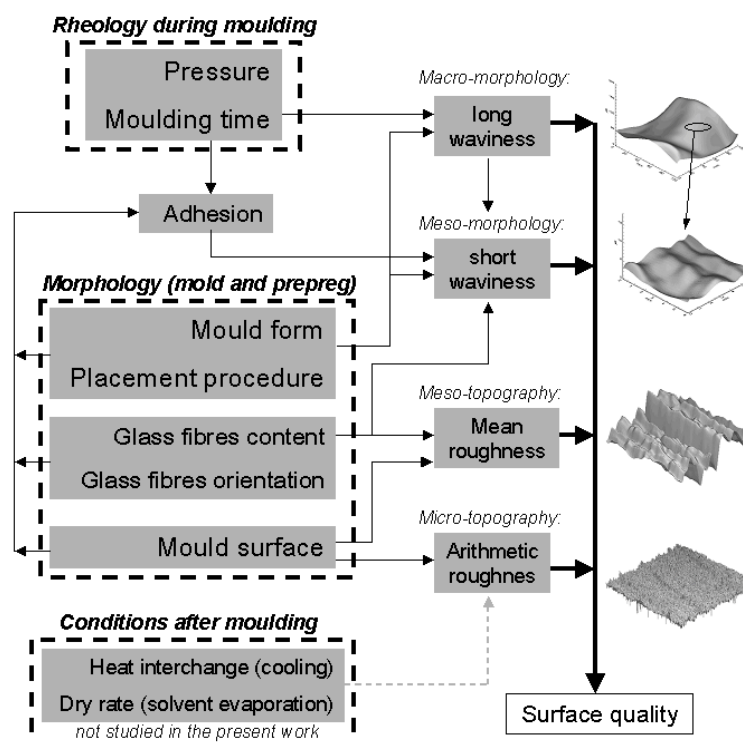 Rheology during moulding
Pressure
Moulding time
Adhesion
Morphology (mold and prepreg)
Mould form
Placement procedure
Glass fibres content
Glass fibres orientation
Mould surface
Conditions after moulding
Heat interchange (cooling)
Dry rate (solvent evaporation)
not studied in the present work
Macro-morphology:
long
waviness
Meso-morphology:
short
waviness
Meso-topography:
Mean
roughness
Micro-topography:
Arithmetic
roughnes
Surface quality